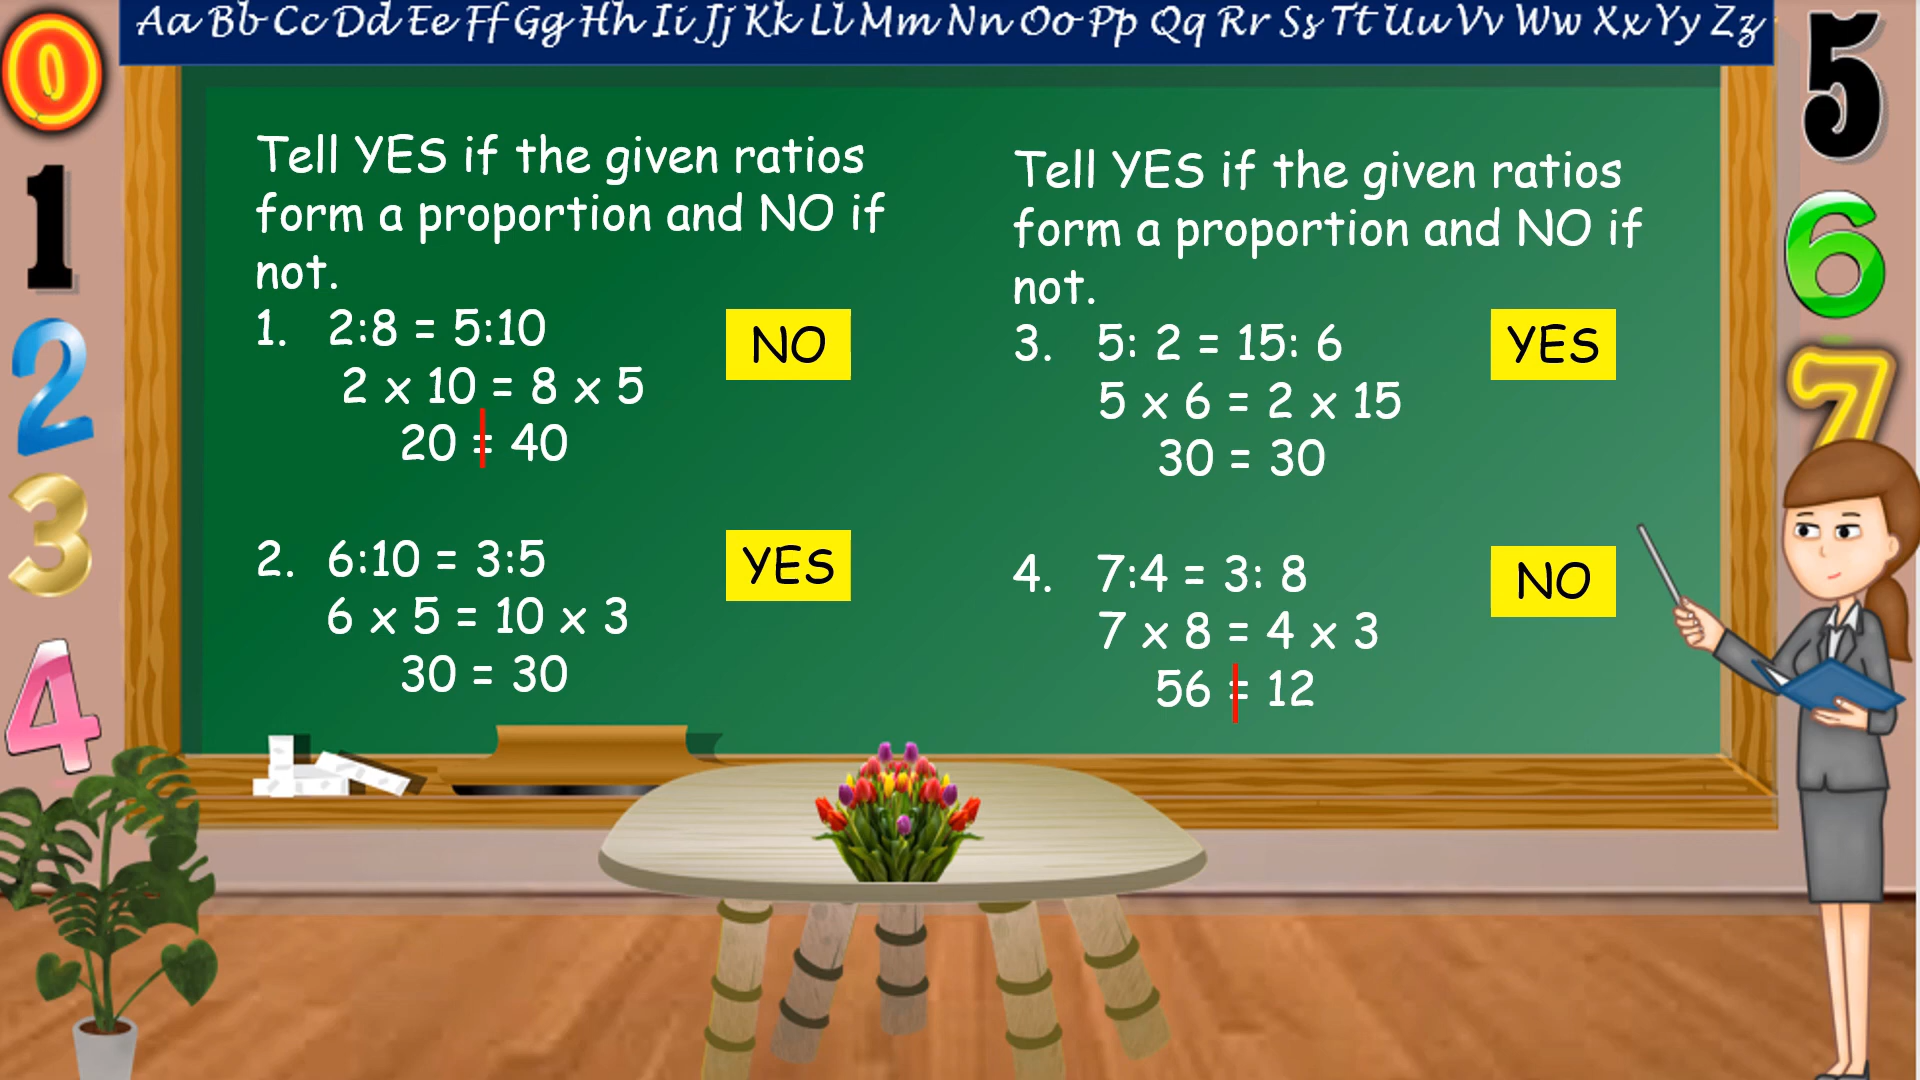 Aa Bb Cc Dd Ee Ff Gg Hh Ii Jj Kk Ll Mm Nn Oo Pp Qq Rr Ss Tt Uu Vv Ww Xx Yy Zz
0
1
2
3
4
Tell YES if the given ratios
form a proportion and NO if
not.
1. 2:8 = 5:10
NO
2 x 10 = 8 x 5
20 ≠ 40
2. 6:10 = 3:5
YES
6 x 5 = 10 x 3
30 = 30
Tell YES if the given ratios
form a proportion and NO if
not.
3. 5: 2 = 15: 6
YES
5 x 6 = 2 x 15
30 = 30
4. 7:4 = 3: 8
NO
7 x 8 = 4 x 3
56 ≠ 12
5
6
7